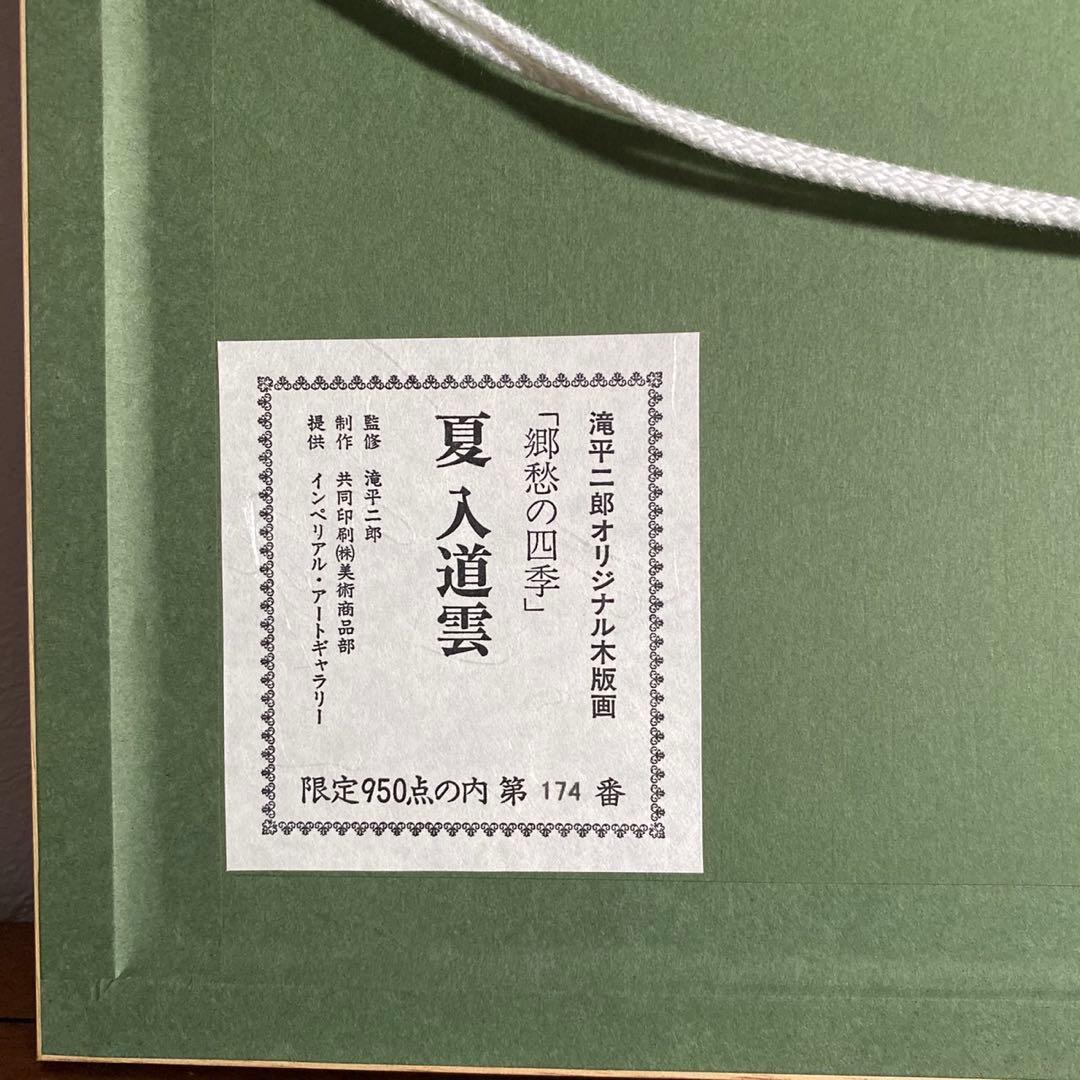 滝平二郎オリジナル木版画
「郷愁の四季」
夏 入道雲
監修 滝平二郎
制作 共同印刷㈱美術商品部
提供 インペリアル・アートギャラリー
限定950点の内 第 174 番